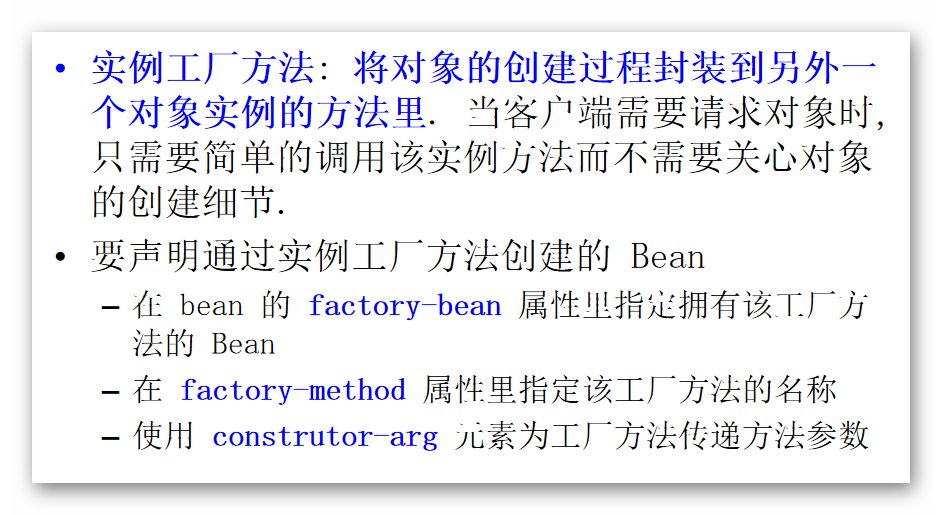 • 实例工厂方法: 将对象的创建过程封装到另外一
个对象实例的方法里. 当客户端需要请求对象时,
只需要简单的调用该实例方法而不需要关心对象
的创建细节.
• 要声明通过实例工厂方法创建的 Bean
– 在 bean 的 factory-bean 属性里指定拥有该工厂方
法的 Bean
– 在 factory-method 属性里指定该工厂方法的名称
– 使用 construtor-arg 元素为工厂方法传递方法参数